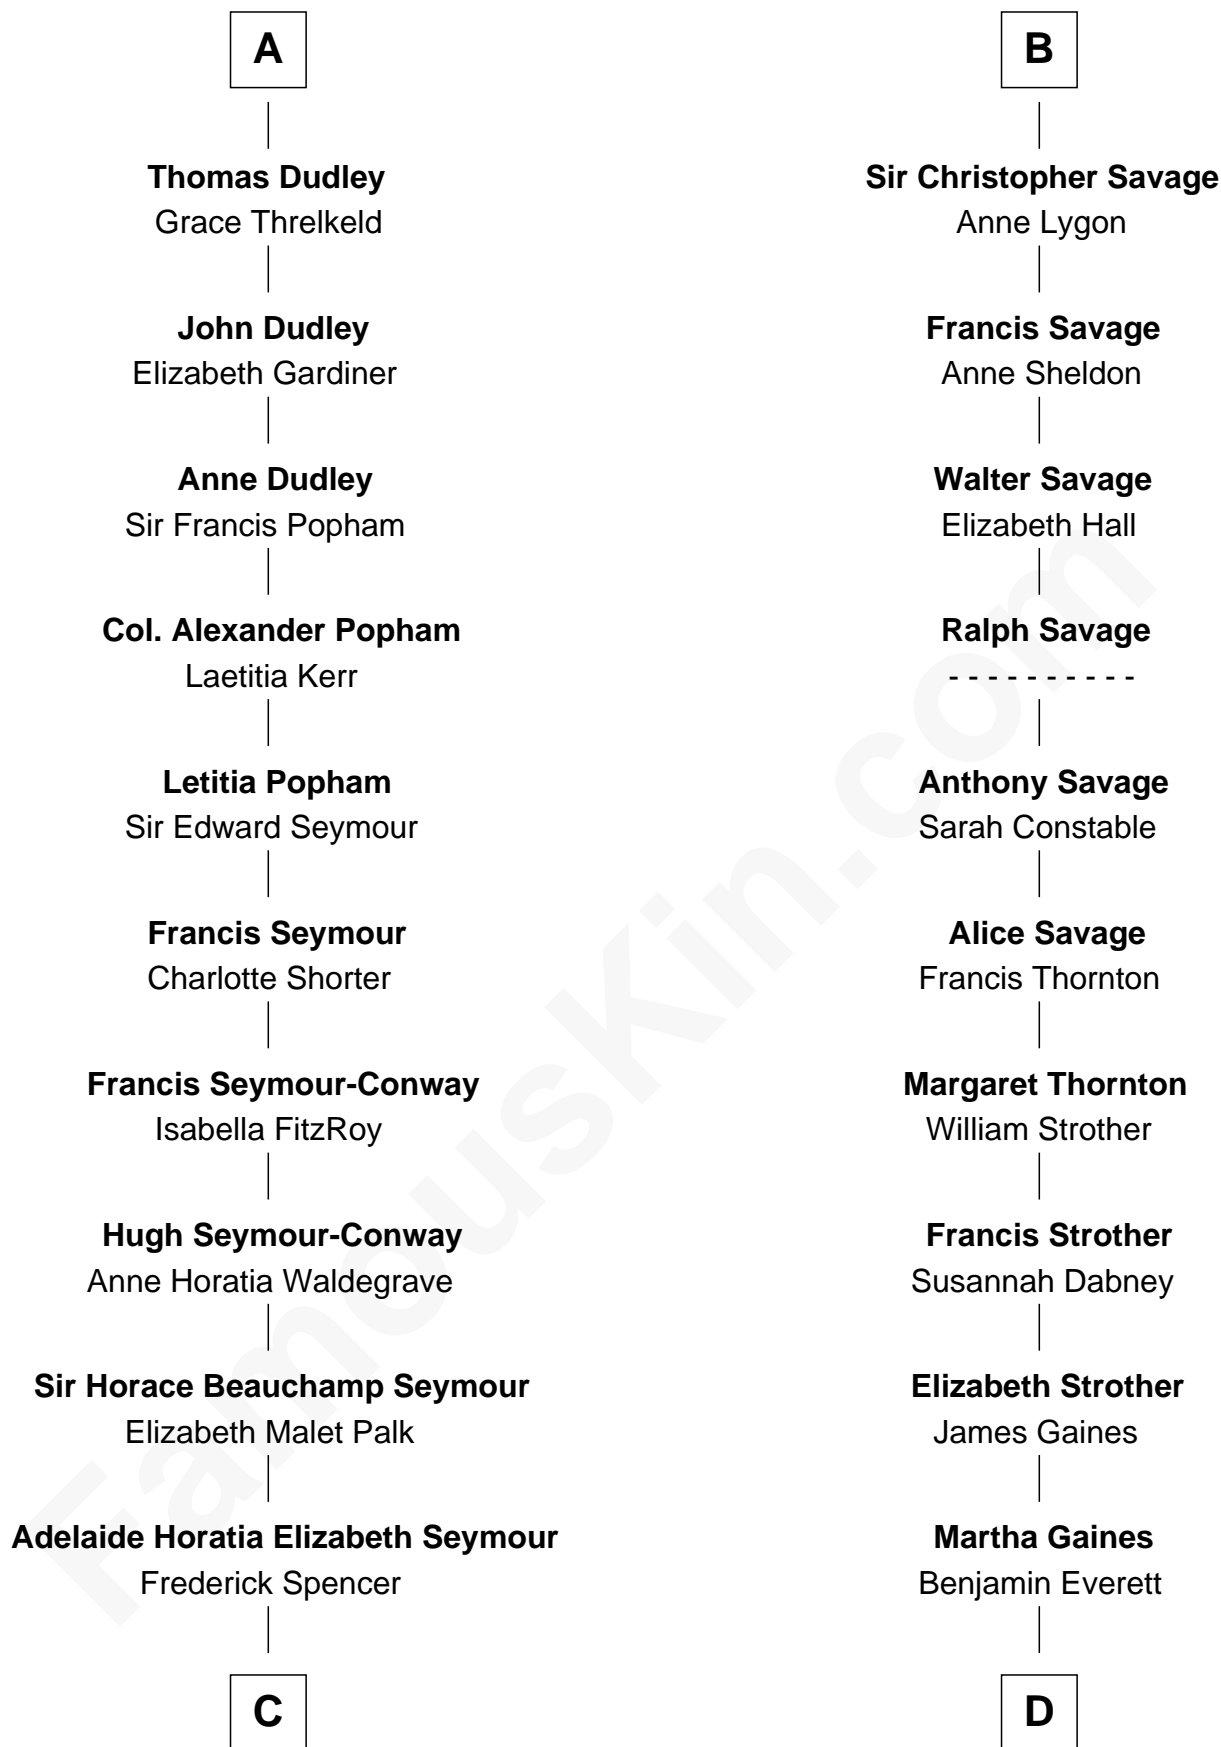 A
Thomas Dudley
Grace Threlkeld
John Dudley
Elizabeth Gardiner
Anne Dudley
Sir Francis Popham
Col. Alexander Popham
Laetitia Kerr
Letitia Popham
Sir Edward Seymour
Francis Seymour
Charlotte Shorter
Francis Seymour-Conway
Isabella FitzRoy
Hugh Seymour-Conway
Anne Horatia Waldegrave
Sir Horace Beauchamp Seymour
Elizabeth Malet Palk
Adelaide Horatia Elizabeth Seymour
Frederick Spencer
C
B
Sir Christopher Savage
Anne Lygon
Francis Savage
Anne Sheldon
Walter Savage
Elizabeth Hall
Ralph Savage
- - - - - - - - - -
Anthony Savage
Sarah Constable
Alice Savage
Francis Thornton
Margaret Thornton
William Strother
Francis Strother
Susannah Dabney
Elizabeth Strother
James Gaines
Martha Gaines
Benjamin Everett
D
FamousKin.com